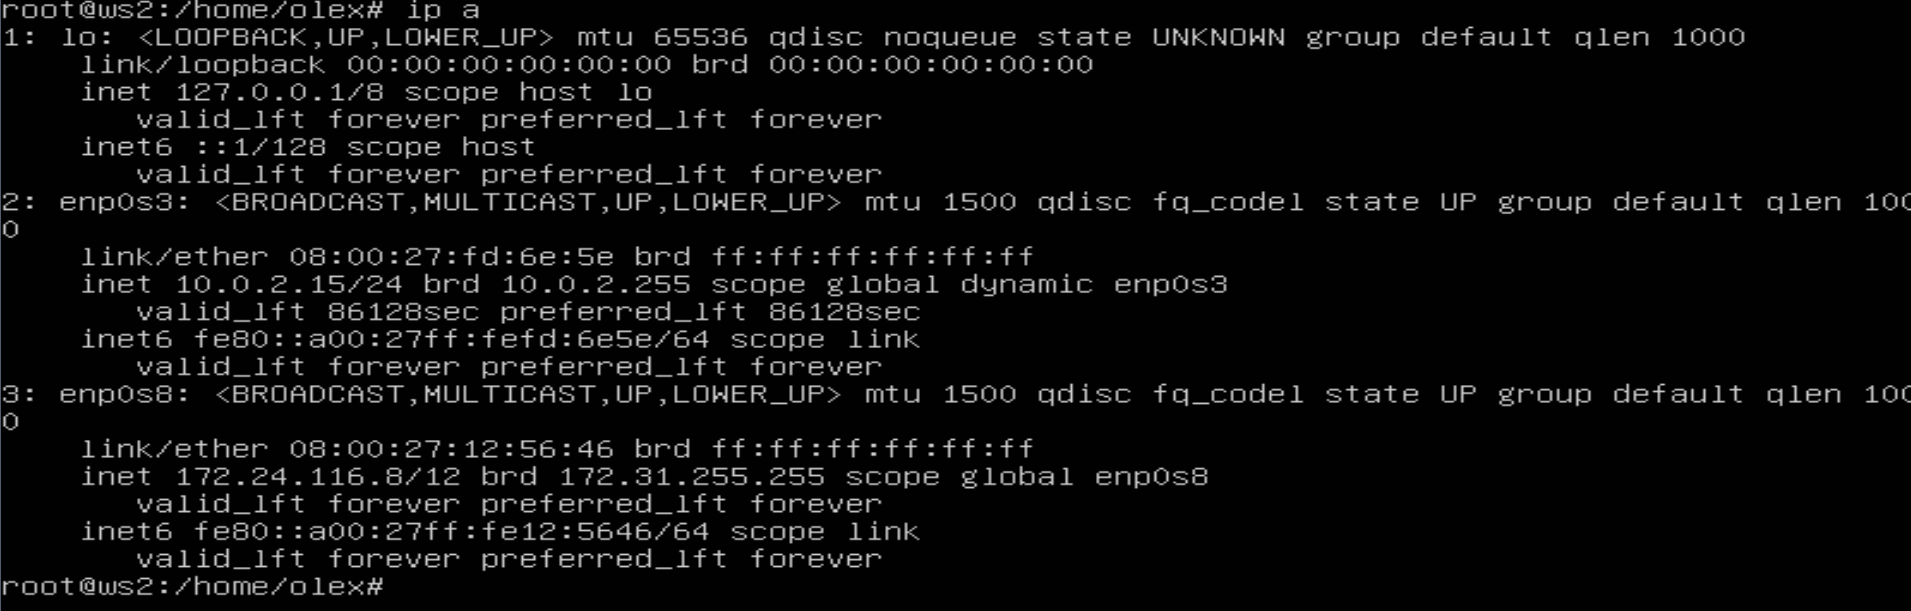 root@ws2:/home/olex# ip a
1: lo: <LOOPBACK,UP,LOWER_UP> mtu 65536 qdisc noqueue state UNKNOWN group default qlen 1000
    link/loopback 00:00:00:00:00:00 brd 00:00:00:00:00:00
    inet 127.0.0.1/8 scope host lo
       valid_lft forever preferred_lft forever
    inet6 ::1/128 scope host
       valid_lft forever preferred_lft forever
2: enp0s3: <BROADCAST,MULTICAST,UP,LOWER_UP> mtu 1500 qdisc fq_codel state UP group default qlen 100
0
    link/ether 08:00:27:fd:6e:5e brd ff:ff:ff:ff:ff:ff
    inet 10.0.2.15/24 brd 10.0.2.255 scope global dynamic enp0s3
       valid_lft 86128sec preferred_lft 86128sec
    inet6 fe80::a00:27ff:fefd:6e5e/64 scope link
       valid_lft forever preferred_lft forever
3: enp0s8: <BROADCAST,MULTICAST,UP,LOWER_UP> mtu 1500 qdisc fq_codel state UP group default qlen 100
0
    link/ether 08:00:27:12:56:46 brd ff:ff:ff:ff:ff:ff
    inet 172.24.116.8/12 brd 172.31.255.255 scope global enp0s8
       valid_lft forever preferred_lft forever
    inet6 fe80::a00:27ff:fe12:5646/64 scope link
       valid_lft forever preferred_lft forever
root@ws2:/home/olex#